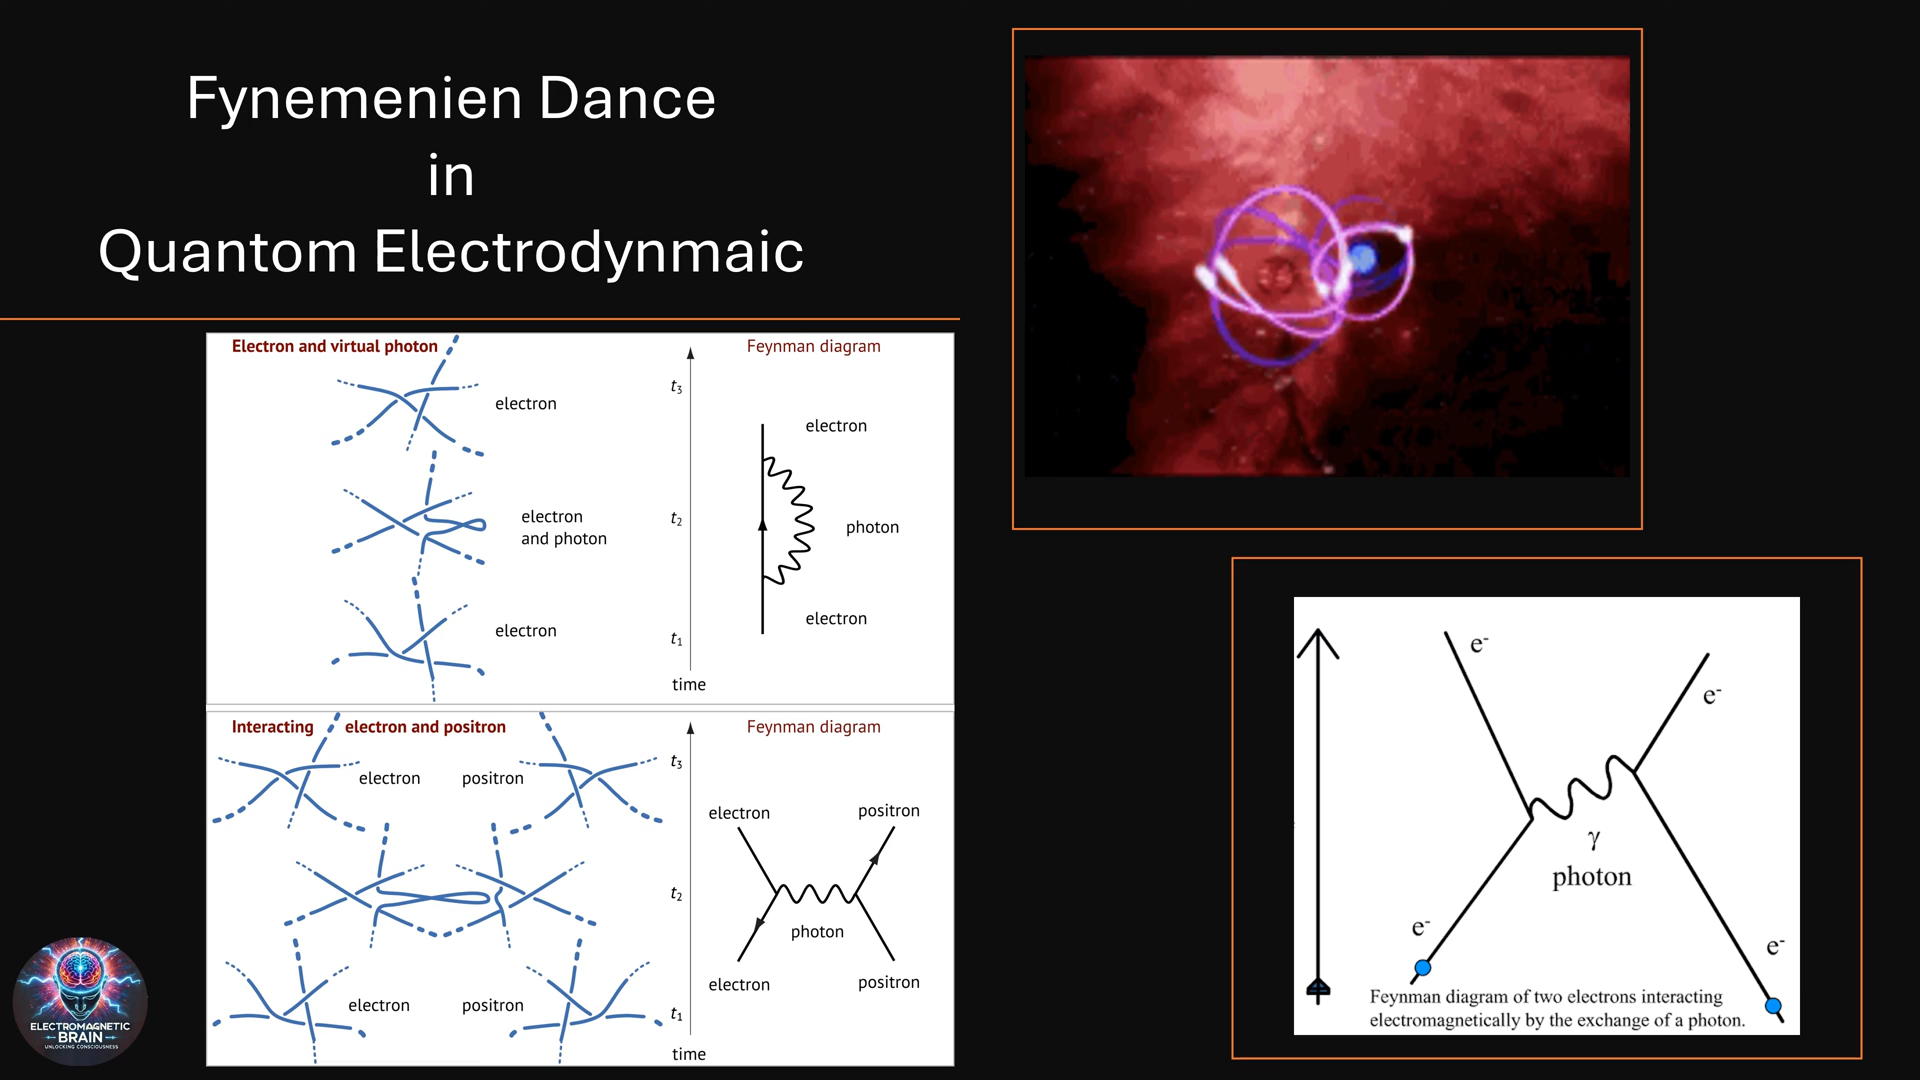 Fynemenien Dance
in
Quantom Electrodynmaic
Electron and virtual photon
Feynman diagram
t3
electron
electron
t2
electron
and photon
photon
electron
electron
t1
time
Interacting electron and positron
Feynman diagram
t3
electron
positron
electron
positron
t2
photon
electron
positron
electron
positron
t1
time
e-
e-
γ
photon
e-
e-
Feynman diagram of two electrons interacting
electromagnetically by the exchange of a photon.
ELECTROMAGNETIC
BRAIN
UNLOCKING CONSCIOUSNESS